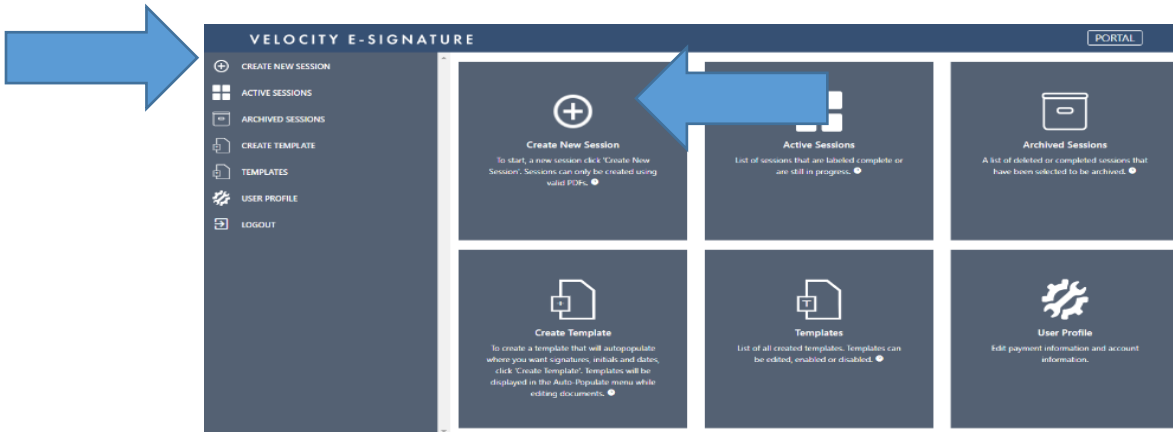 VELOCITY E-SIGNATURE
PORTAL
CREATE NEW SESSION
ACTIVE SESSIONS
ARCHIVED SESSIONS
CREATE TEMPLATE
TEMPLATES
USER PROFILE
LOGOUT
Create New Session
To start, a new session click 'Create New
Session'. Sessions can only be created using
valid PDFs.
Active Sessions
List of sessions that are labeled complete or
are still in progress.
Archived Sessions
A list of deleted or completed sessions that
have been selected to be archived.
Create Template
To create a template that will autopopulate
where you want signatures, initials and dates,
click 'Create Template'. Templates will be
displayed in the Auto-Populate menu while
editing documents.
T
Templates
List of all created templates. Templates can
be edited, enabled or disabled.
User Profile
Edit payment information and account
information.